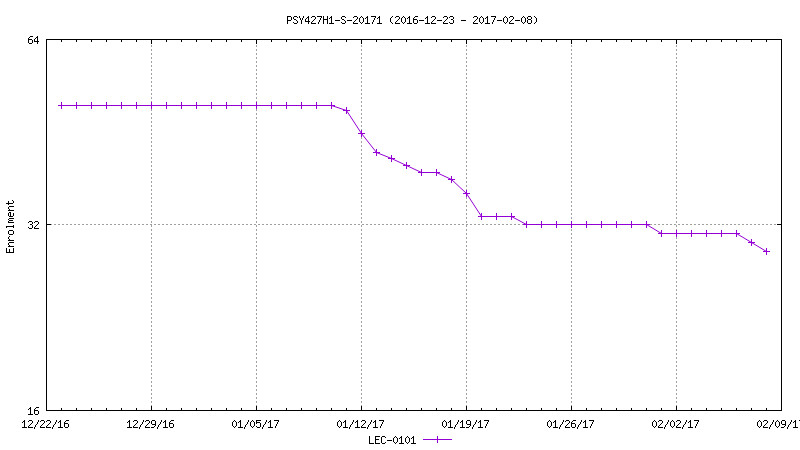 PSY427H1-S-20171 (2016-12-23 - 2017-02-08)
64
32
16
Enrolment
12/22/16 12/29/16 01/05/17 01/12/17 01/19/17 01/26/17 02/02/17 02/09/1
LEC-0101